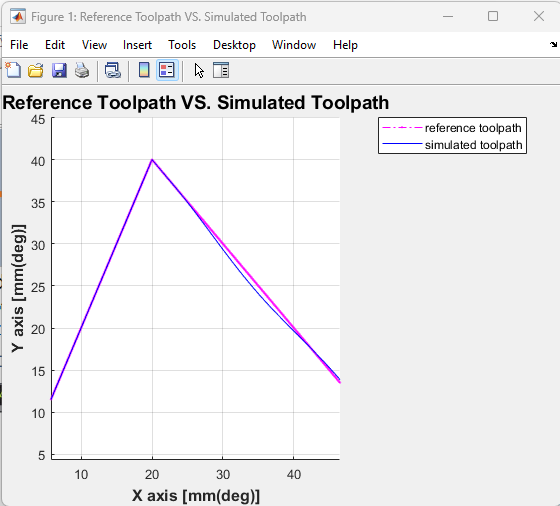 Figure 1: Reference Toolpath VS. Simulated Toolpath
File Edit View Insert Tools Desktop Window Help
Reference Toolpath VS. Simulated Toolpath
reference toolpath
simulated toolpath
45
40
35
30
25
20
15
10
5
Y axis [mm(deg)]
10 20 30 40
X axis [mm(deg)]